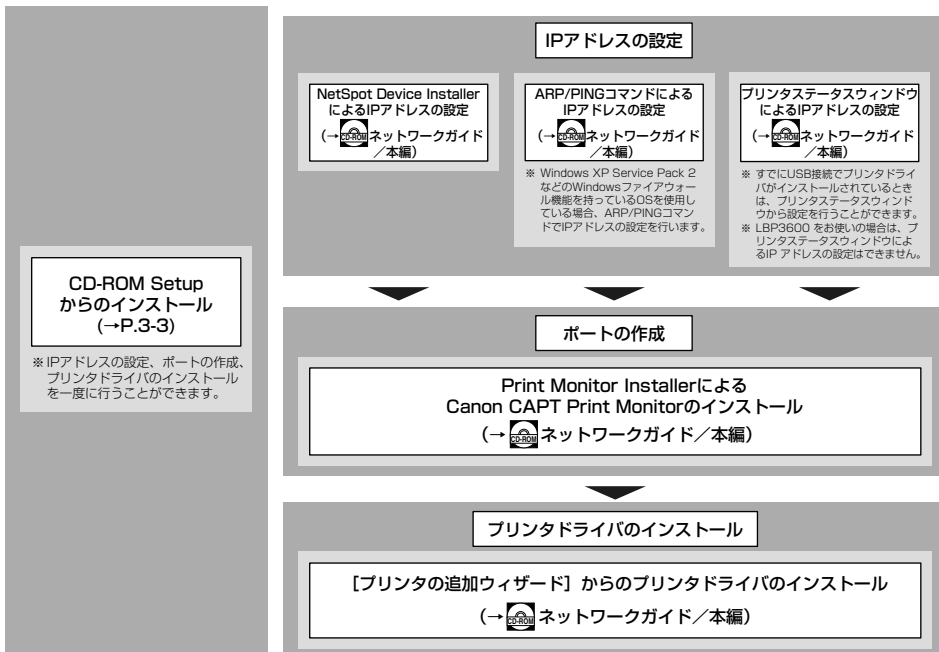 CD-ROM Setup
からのインストール
(→P.3-3)
※ IPアドレスの設定、ポートの作成、
プリンタドライバのインストール
を一度に行うことができます。
IPアドレスの設定
NetSpot Device Installer
によるIPアドレスの設定
(→CD-ROMネットワークガイド
／本編)
ARP/PINGコマンドによる
IPアドレスの設定
(→CD-ROMネットワークガイド
／本編)
※ Windows XP Service Pack 2
などのWindowsファイアウォー
ル機能を持っているOSを使用し
ている場合、ARP/PINGコマン
ドでIPアドレスの設定を行います。
プリンタステータスウィンドウ
によるIPアドレスの設定
(→CD-ROMネットワークガイド
／本編)
※ すでにUSB接続でプリンタドライ
バがインストールされているとき
は、プリンタステータスウィンド
ウから設定を行うことができます。
※ LBP3600 をお使いの場合は、プ
リンタステータスウィンドウによ
るIP アドレスの設定はできません。
ポートの作成
Print Monitor Installerによる
Canon CAPT Print Monitorのインストール
(→CD-ROMネットワークガイド／本編)
プリンタドライバのインストール
［プリンタの追加ウィザード］からのプリンタドライバのインストール
(→CD-ROMネットワークガイド／本編)